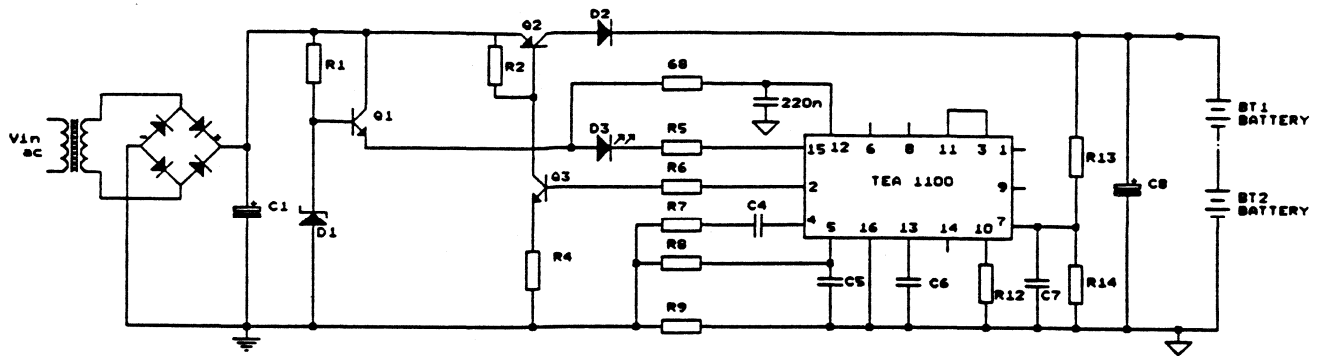 Vin
ac
C1
R1
D1
Q1
R2
Q2
D2
68
220n
D3
R5
R6
Q3
R7
C4
R8
R4
R9
15 12 6 8 11 3 1
TEA 1100
2
9
4
5 16 13 14 10 7
C5
C6
R12
C7
R13
R14
C8
BT1
BATTERY
BT2
BATTERY